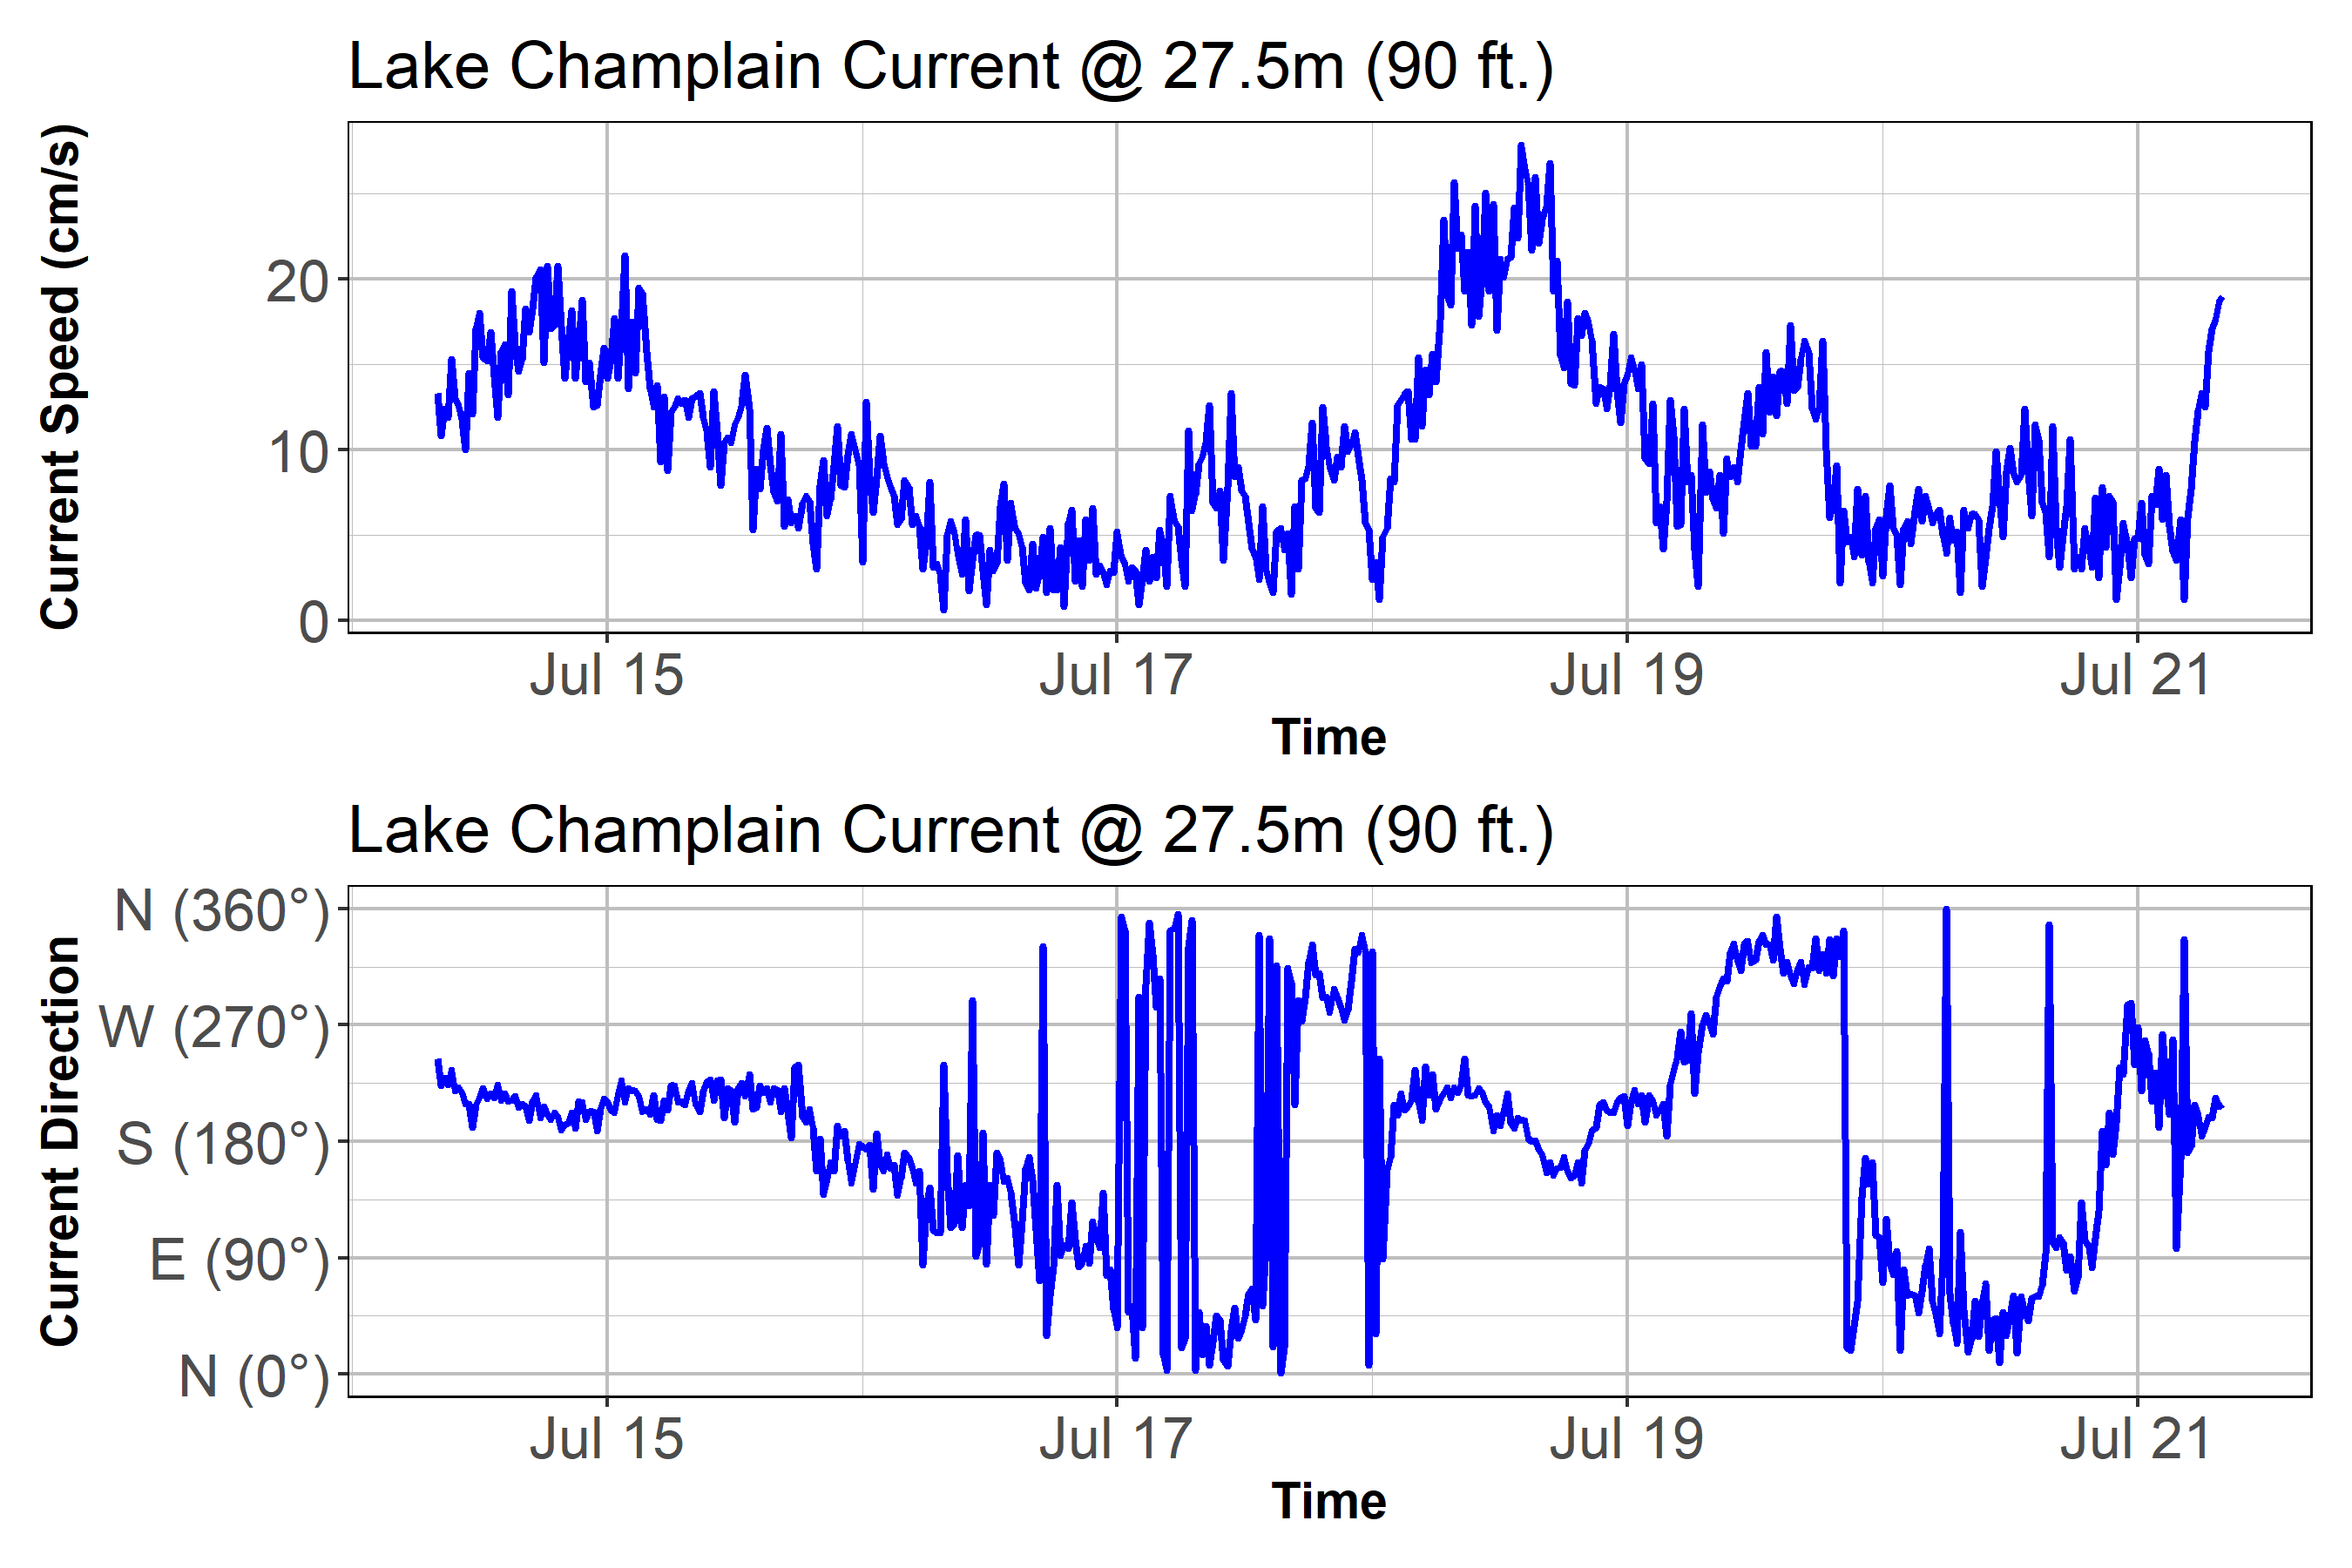 Lake Champlain Current @ 27.5m (90 ft.)
Current Speed (cm/s)
20
10
0
Jul 15 Jul 17 Jul 19 Jul 21
Time
Lake Champlain Current @ 27.5m (90 ft.)
Current Direction
N (360°)
W (270°)
S (180°)
E (90°)
N (0°)
Jul 15 Jul 17 Jul 19 Jul 21
Time